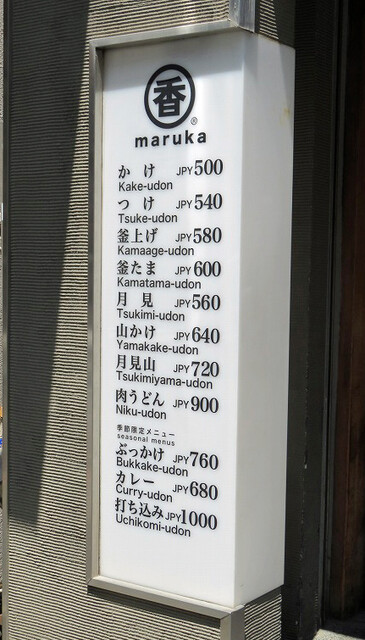 香
®
maruka
かけ JPY500
Kake-udon
つけ JPY540
Tsuke-udon
釜上げ JPY580
Kamaage-udon
釜たま JPY600
Kamatama-udon
月見 JPY560
Tsukimi-udon
山かけ JPY640
Yamakake-udon
月見山 JPY720
Tsukimiyama-udon
肉うどん JPY900
Niku-udon
季節限定メニュー
seasonal menus
ぶっかけ JPY760
Bukkake-udon
カレー JPY680
Curry-udon
打ち込み JPY1000
Uchikomi-udon